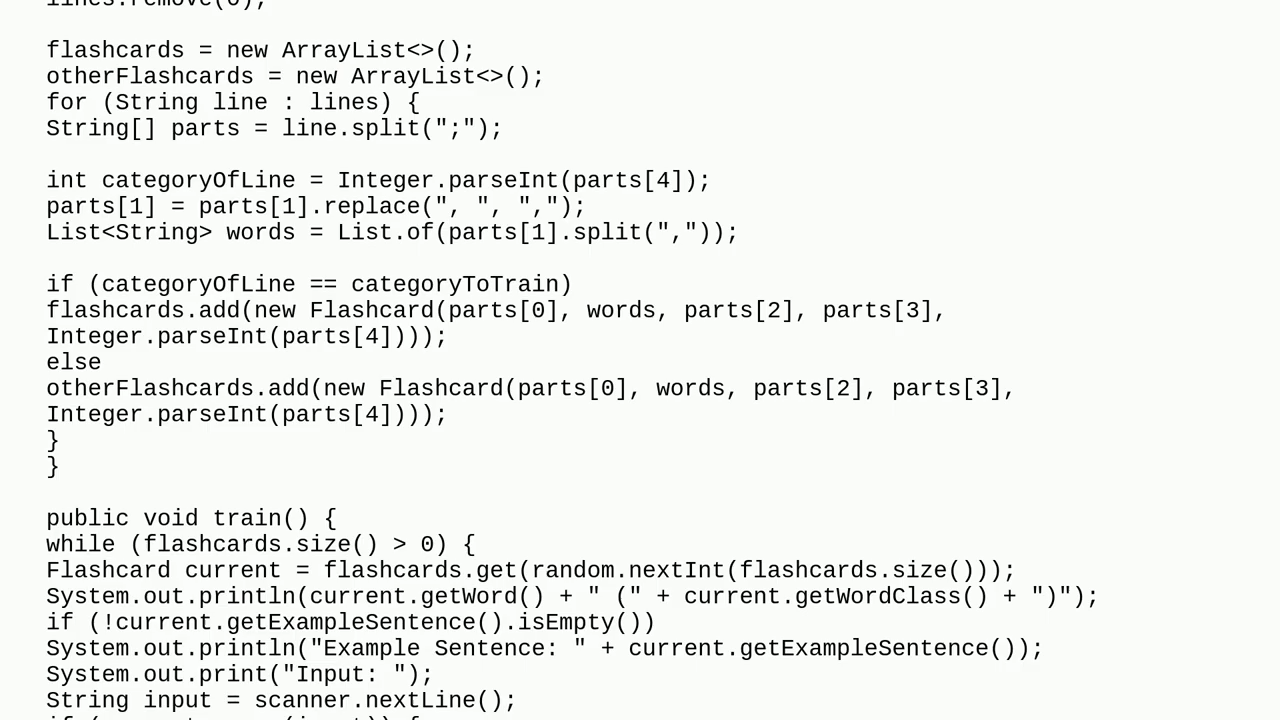 lines.remove(0);

flashcards = new ArrayList<>();
otherFlashcards = new ArrayList<>();
for (String line : lines) {
String[] parts = line.split(";");

int categoryOfLine = Integer.parseInt(parts[4]);
parts[1] = parts[1].replace(", ", ",");
List<String> words = List.of(parts[1].split(","));

if (categoryOfLine == categoryToTrain)
flashcards.add(new Flashcard(parts[0], words, parts[2], parts[3],
Integer.parseInt(parts[4])));
else
otherFlashcards.add(new Flashcard(parts[0], words, parts[2], parts[3],
Integer.parseInt(parts[4])));
}
}

public void train() {
while (flashcards.size() > 0) {
Flashcard current = flashcards.get(random.nextInt(flashcards.size()));
System.out.println(current.getWord() + " (" + current.getWordClass() + ")");
if (!current.getExampleSentence().isEmpty())
System.out.println("Example Sentence: " + current.getExampleSentence());
System.out.print("Input: ");
String input = scanner.nextLine();